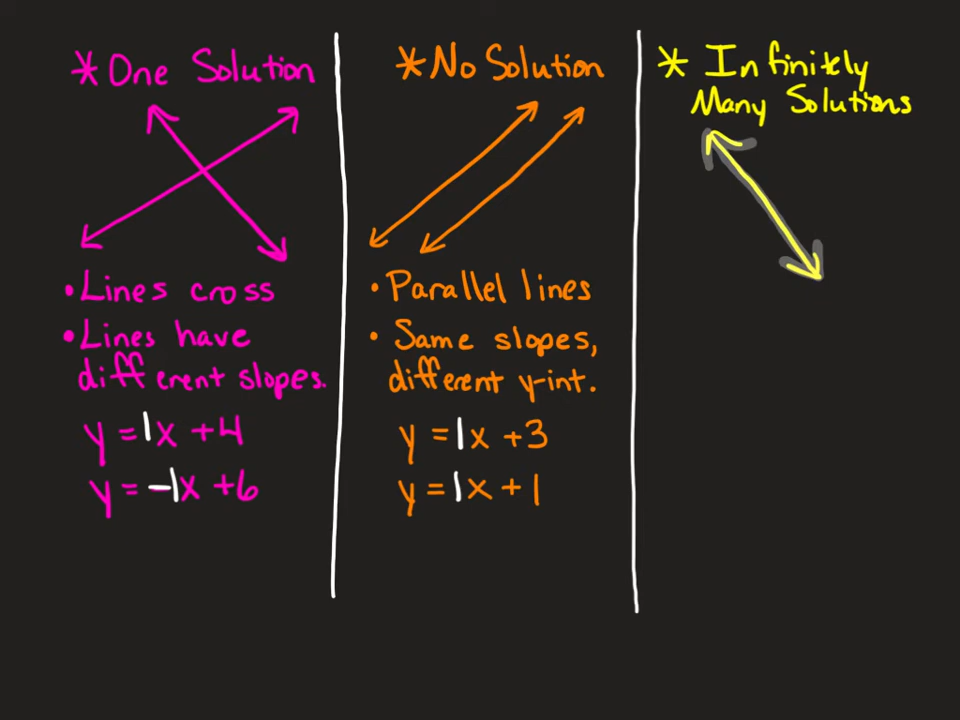 *One Solution
• Lines cross
• Lines have
different slopes.
y = 1x + 4
y = -1x + 6
*No Solution
• Parallel lines
• Same slopes,
different y-int.
y = 1x + 3
y = 1x + 1
* Infinitely
Many Solutions